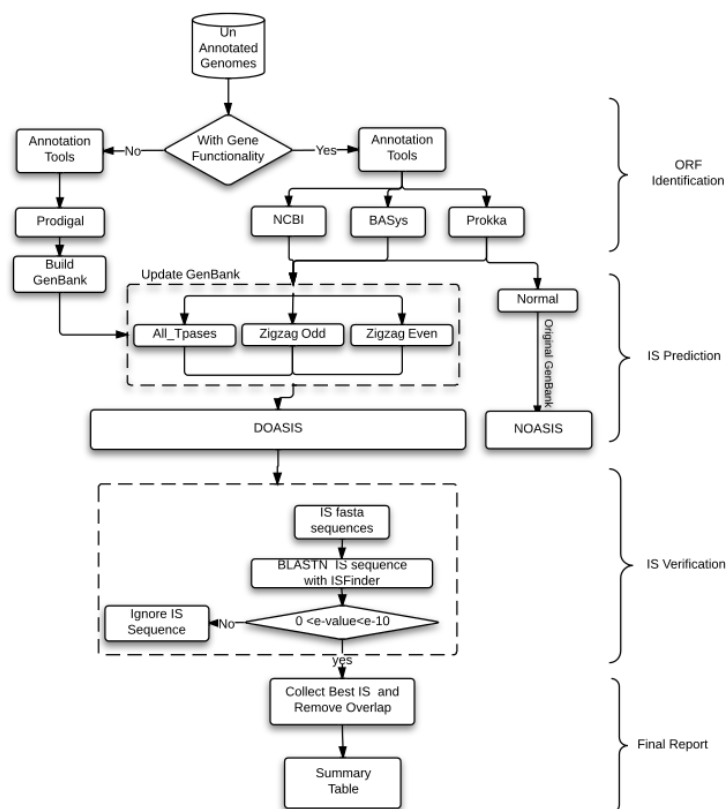 Un
Annotated
Genomes
With Gene
Functionality
No
Yes
Annotation
Tools
Annotation
Tools
ORF
Identification
Prodigal
NCBI
BASys
Prokka
Build
GenBank
Update GenBank
Normal
All_Tpases
Zigzag Odd
Zigzag Even
Original GenBank
IS Prediction
DOASIS
NOASIS
IS fasta
sequences
BLASTN IS sequence
with ISFinder
IS Verification
Ignore IS
Sequence
No
0 <e-value<e-10
yes
Collect Best IS and
Remove Overlap
Final Report
Summary
Table